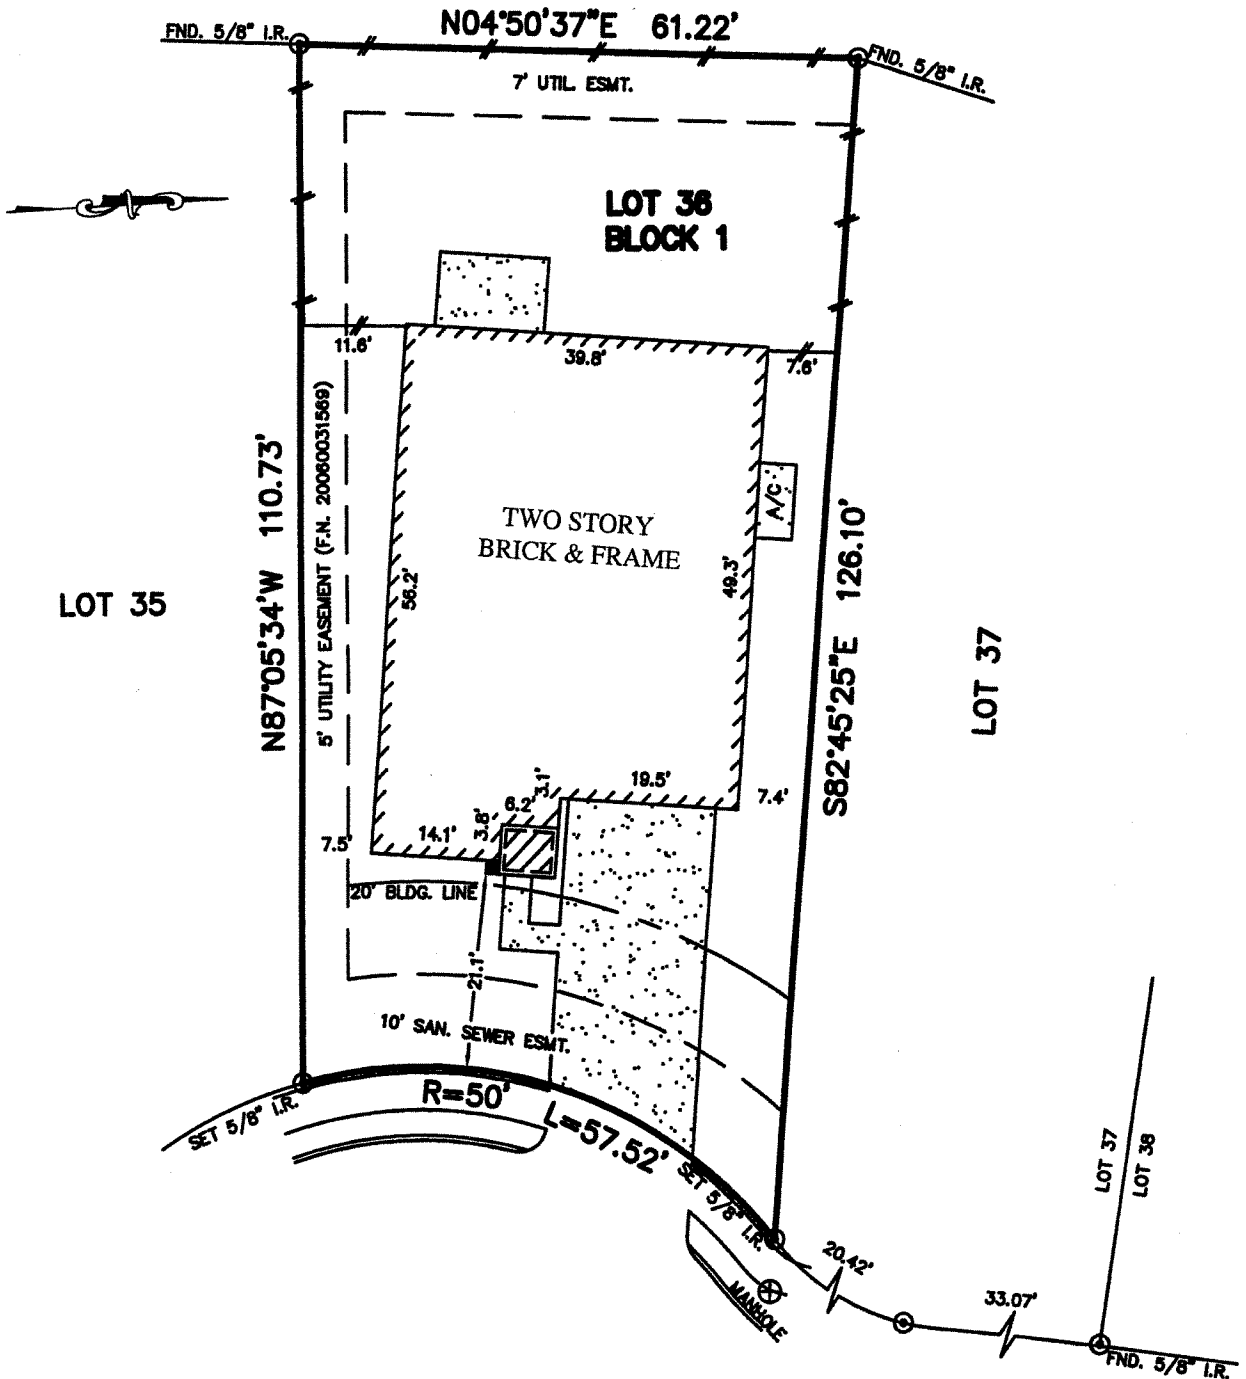 N04°50'37"E 61.22'
FND. 5/8" I.R.
FND. 5/8" I.R.
7' UTIL. ESMT.
LOT 36
BLOCK 1
11.6'
39.8'
7.6'
5' UTILITY EASEMENT (F.N. 2006031569)
N87°05'34"W 110.73'
A/C
TWO STORY
BRICK & FRAME
56.2'
49.3'
S82°45'25"E 126.10'
LOT 35
LOT 37
19.5'
3.1'
6.2'
3.8'
14.1'
7.5'
7.4'
20' BLDG. LINE
21.1'
10' SAN. SEWER ESMT.
R=50'
L=57.52'
SET 5/8" I.R.
SET 5/8" I.R.
MANHOLE
20.42'
33.07'
LOT 37
LOT 38
FND. 5/8" I.R.